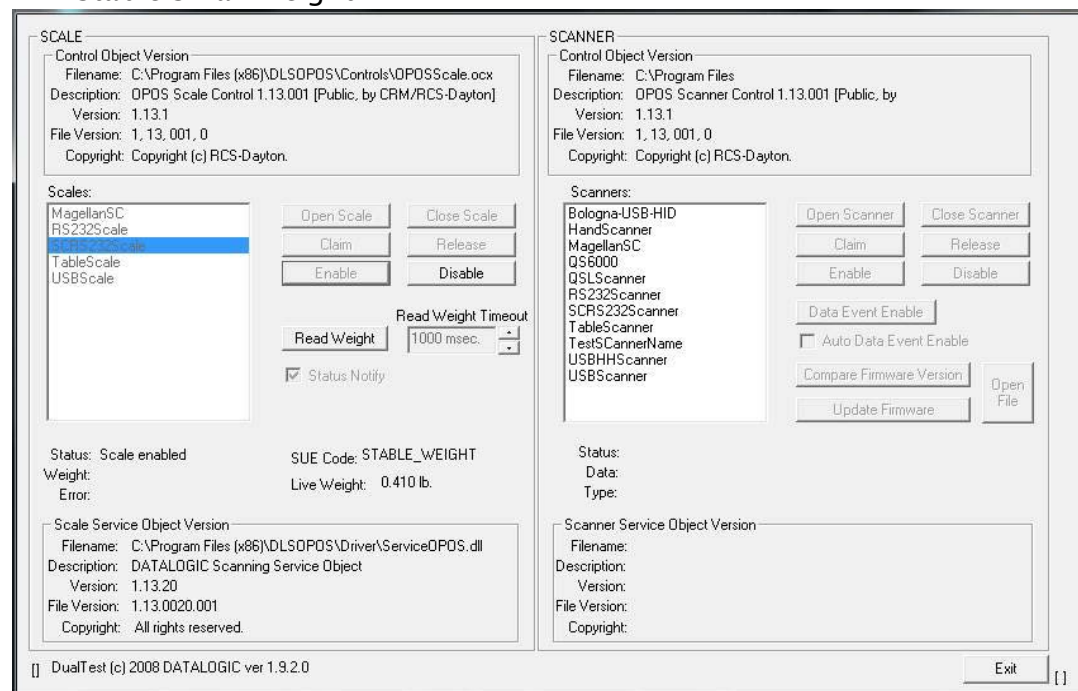 SCALE
Control Object Version
Filename: C:\Program Files (x86)\DLSOPOS\Controls\OPOSScale.ocx
Description: OPOS Scale Control 1.13.001 [Public, by CRM/RCS-Dayton]
Version: 1.13.1
File Version: 1, 13, 001, 0
Copyright: Copyright (c) RCS-Dayton.
Scales:
MagellanSC
RS232Scale
SCRS232Scale
TableScale
USBScale
Open Scale
Close Scale
Claim
Release
Enable
Disable
Read Weight Timeout
Read Weight
1000 msec.
Status Notify
Status: Scale enabled
Weight:
Error:
SUE Code: STABLE_WEIGHT
Live Weight: 0.410 lb.
Scale Service Object Version
Filename: C:\Program Files (x86)\DLSOPOS\Driver\ServiceOPOS.dll
Description: DATALOGIC Scanning Service Object
Version: 1.13.20
File Version: 1.13.0020.001
Copyright: All rights reserved.
SCANNER
Control Object Version
Filename: C:\Program Files
Description: OPOS Scanner Control 1.13.001 [Public, by
Version: 1.13.1
File Version: 1, 13, 001, 0
Copyright: Copyright (c) RCS-Dayton.
Scanners:
Bologna-USB-HID
HandScanner
MagellanSC
QS6000
QSLScanner
RS232Scanner
SCRS232Scanner
TableScanner
TestSCannerName
USBHHScanner
USBScanner
Open Scanner
Close Scanner
Claim
Release
Enable
Disable
Data Event Enable
Auto Data Event Enable
Compare Firmware Version
Update Firmware
Open File
Status:
Data:
Type:
Scanner Service Object Version
Filename:
Description:
Version:
File Version:
Copyright:
[] DualTest (c) 2008 DATALOGIC ver 1.9.2.0
Exit
[ ]